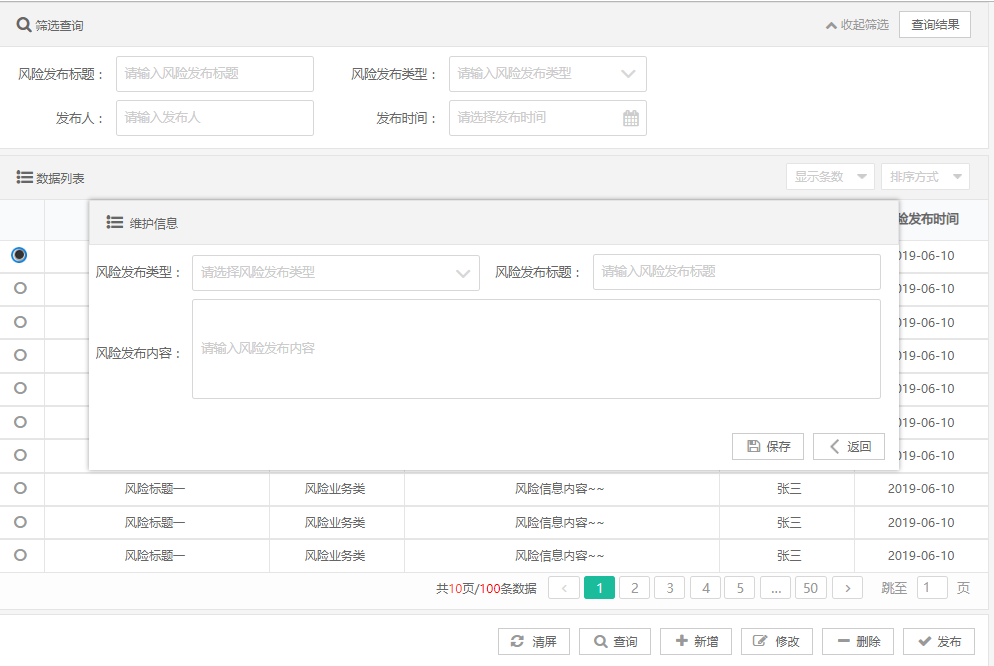 筛选查询 收起筛选 查询结果
风险发布标题： 请输入风险发布标题 风险发布类型： 请输入风险发布类型
发布人： 请输入发布人 发布时间： 请选择发布时间
数据列表 显示条数 排序方式
险发布时间
维护信息
019-06-10
风险发布类型： 请选择风险发布类型 风险发布标题： 请输入风险发布标题
019-06-10
019-06-10
风险发布内容： 请输入风险发布内容
019-06-10
019-06-10
019-06-10
保存 返回
019-06-10
风险标题一 风险业务类 风险信息内容~~ 张三 2019-06-10
风险标题一 风险业务类 风险信息内容~~ 张三 2019-06-10
风险标题一 风险业务类 风险信息内容~~ 张三 2019-06-10
共10页/100条数据 < 1 2 3 4 5 ... 50 > 跳至 1 页
清屏 查询 新增 修改 删除 发布